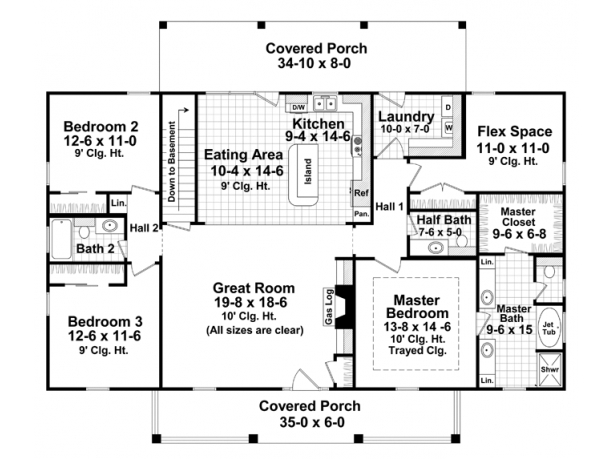 Covered Porch
34-10 x 8-0
Bedroom 2
12-6 x 11-0
9' Clg. Ht.
Down to Basement
D/W
Kitchen
9-4 x 14-6
Eating Area
10-4 x 14-6
9' Clg. Ht.
Island
Ref
Pan.
Laundry
10-0 x 7-0
D
W
Flex Space
11-0 x 11-0
9' Clg. Ht.
Lin.
Hall 2
Bath 2
Hall 1
Half Bath
7-6 x 5-0
Master
Closet
9-6 x 6-8
Great Room
19-8 x 18-6
10' Clg. Ht.
(All sizes are clear)
Gas Log
Master
Bedroom
13-8 x 14 -6
10' Clg. Ht.
Trayed Clg.
Lin.
Master
Bath
9-6 x 15
Jet
Tub
Shwr
Lin.
Bedroom 3
12-6 x 11-6
9' Clg. Ht.
Covered Porch
35-0 x 6-0